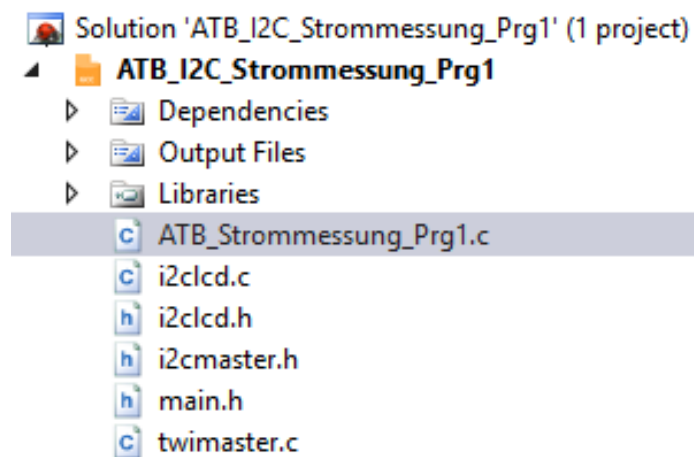 Solution 'ATB_I2C_Strommessung_Prg1' (1 project)
ATB_I2C_Strommessung_Prg1
Dependencies
Output Files
Libraries
ATB_Strommessung_Prg1.c
i2clcd.c
i2clcd.h
i2cmaster.h
main.h
twimaster.c